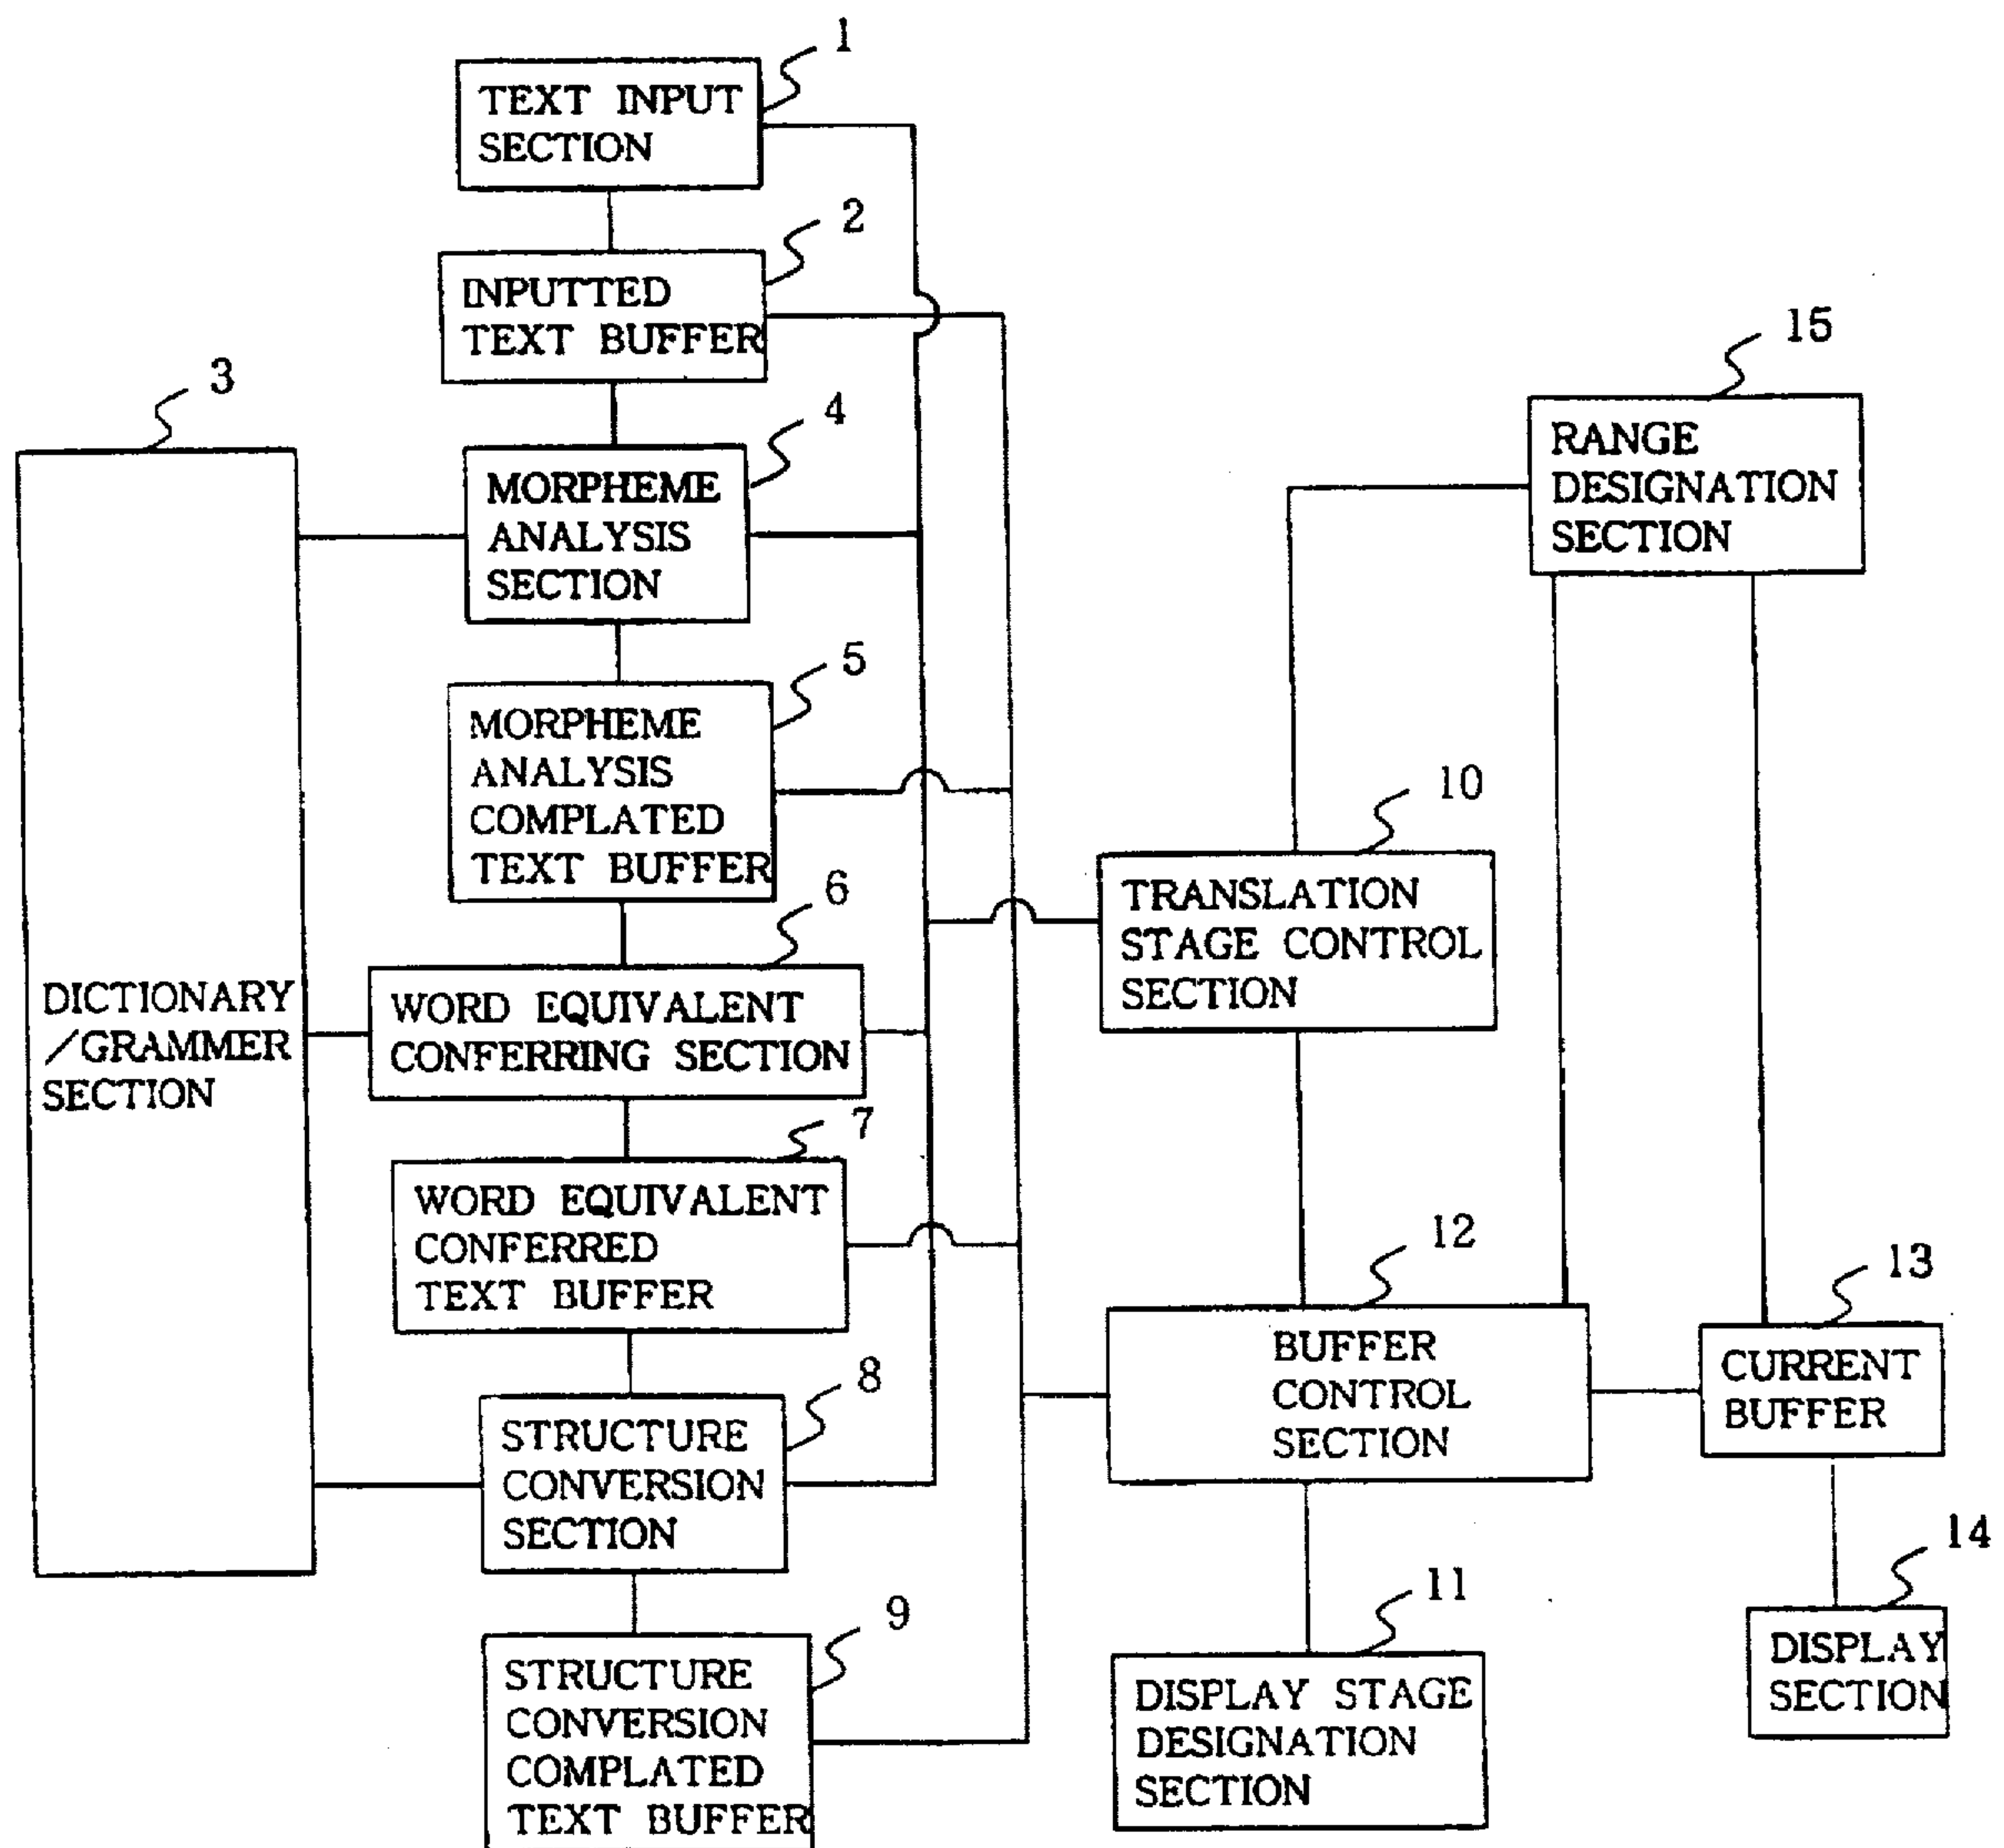 1
TEXT INPUT
SECTION
2
INPUTTED
TEXT BUFFER
3
4
MORPHEME
ANALYSIS
SECTION
5
MORPHEME
ANALYSIS
COMPLATED
TEXT BUFFER
6
WORD EQUIVALENT
CONFERRING SECTION
DICTIONARY
/GRAMMER
SECTION
7
WORD EQUIVALENT
CONFERRED
TEXT BUFFER
8
STRUCTURE
CONVERSION
SECTION
9
STRUCTURE
CONVERSION
COMPLATED
TEXT BUFFER
15
RANGE
DESIGNATION
SECTION
10
TRANSLATION
STAGE CONTROL
SECTION
12
BUFFER
CONTROL
SECTION
13
CURRENT
BUFFER
11
DISPLAY STAGE
DESIGNATION
SECTION
14
DISPLAY
SECTION